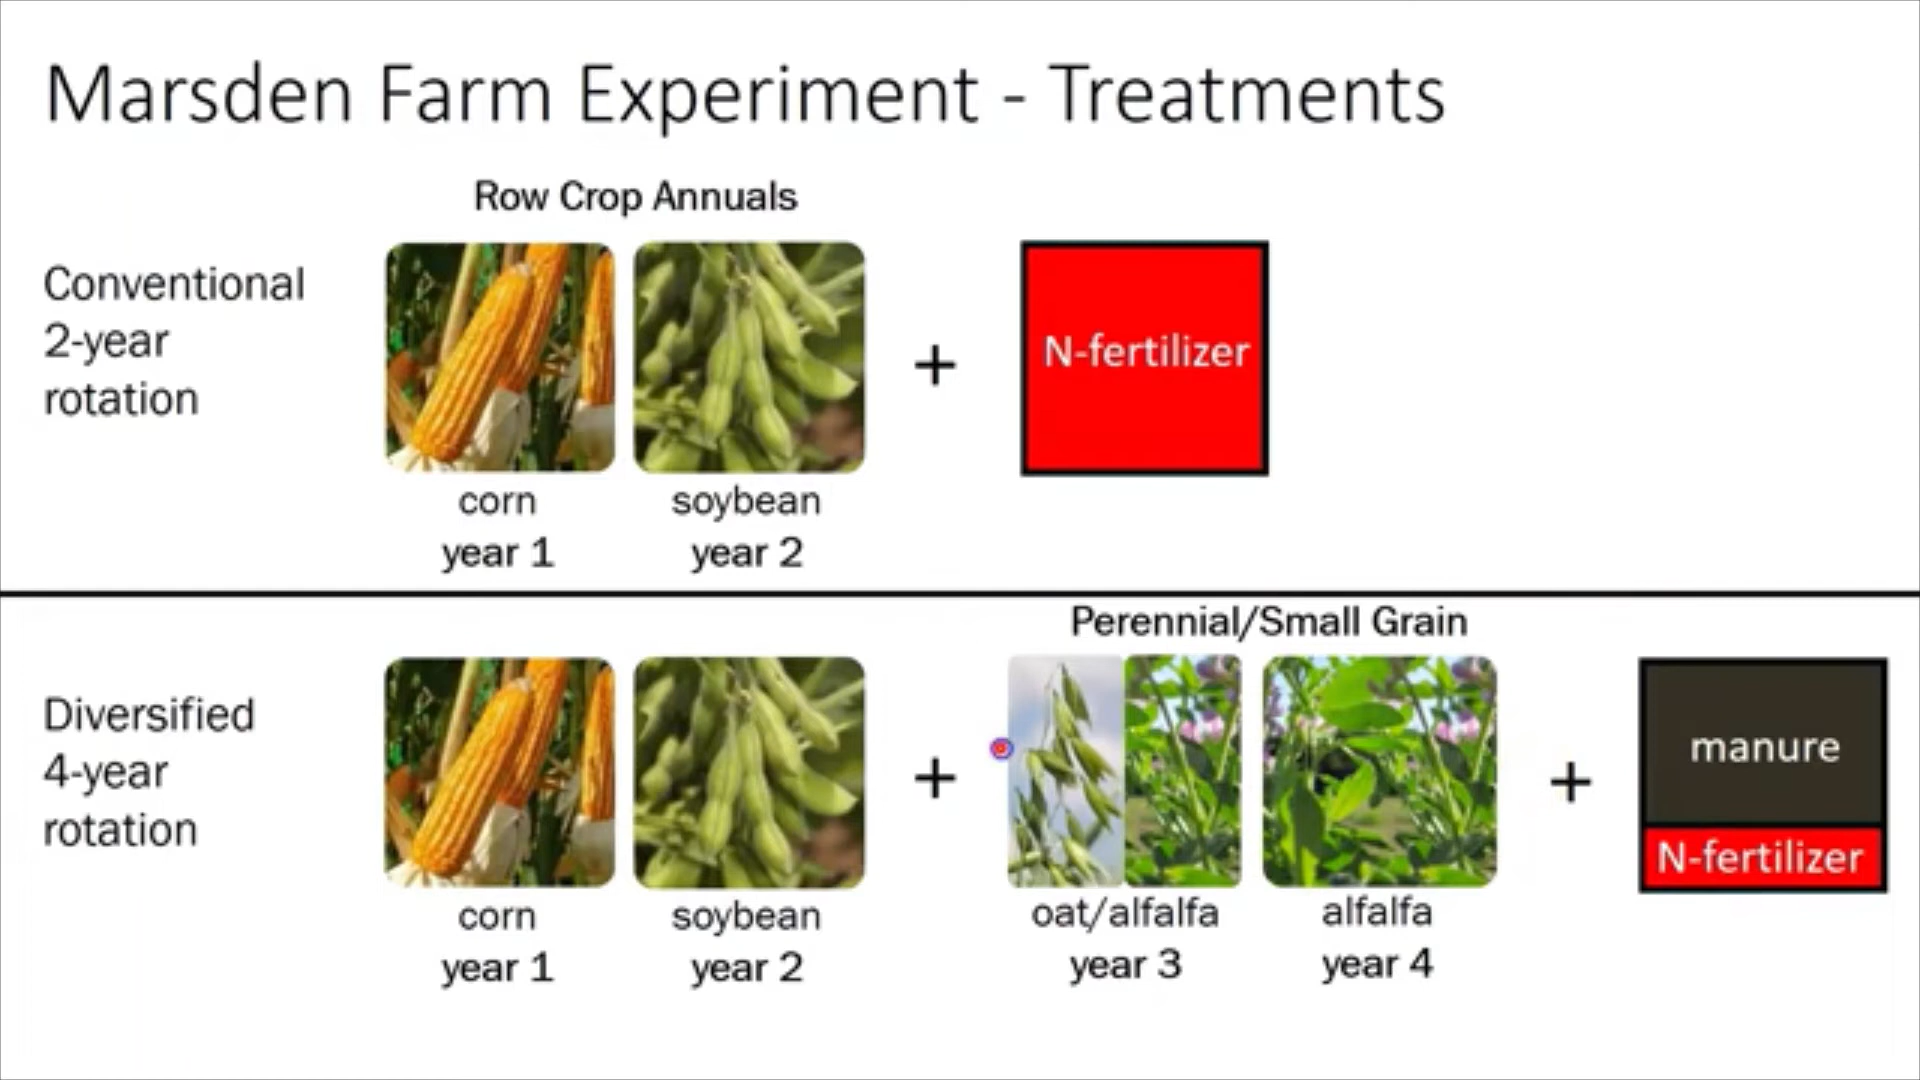 Marsden Farm Experiment - Treatments
Row Crop Annuals
Conventional
2-year
rotation
N-fertilizer
corn
year 1
soybean
year 2
Perennial/Small Grain
Diversified
4-year
rotation
manure
N-fertilizer
corn
year 1
soybean
year 2
oat/alfalfa
year 3
alfalfa
year 4